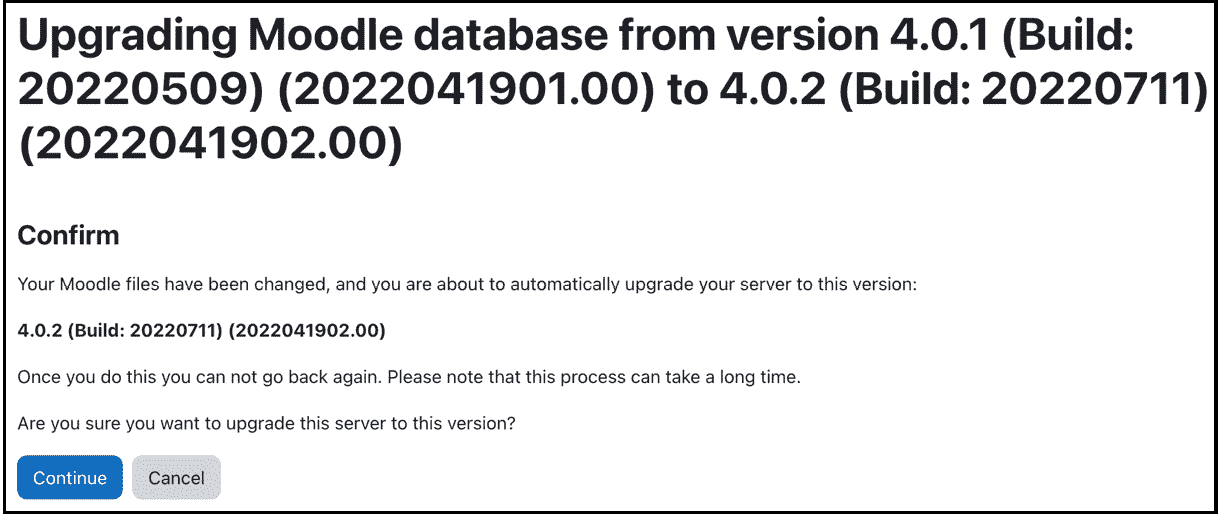 Upgrading Moodle database from version 4.0.1 (Build:
20220509) (2022041901.00) to 4.0.2 (Build: 20220711)
(2022041902.00)
Confirm
Your Moodle files have been changed, and you are about to automatically upgrade your server to this version:
4.0.2 (Build: 20220711) (2022041902.00)
Once you do this you can not go back again. Please note that this process can take a long time.
Are you sure you want to upgrade this server to this version?
Continue Cancel